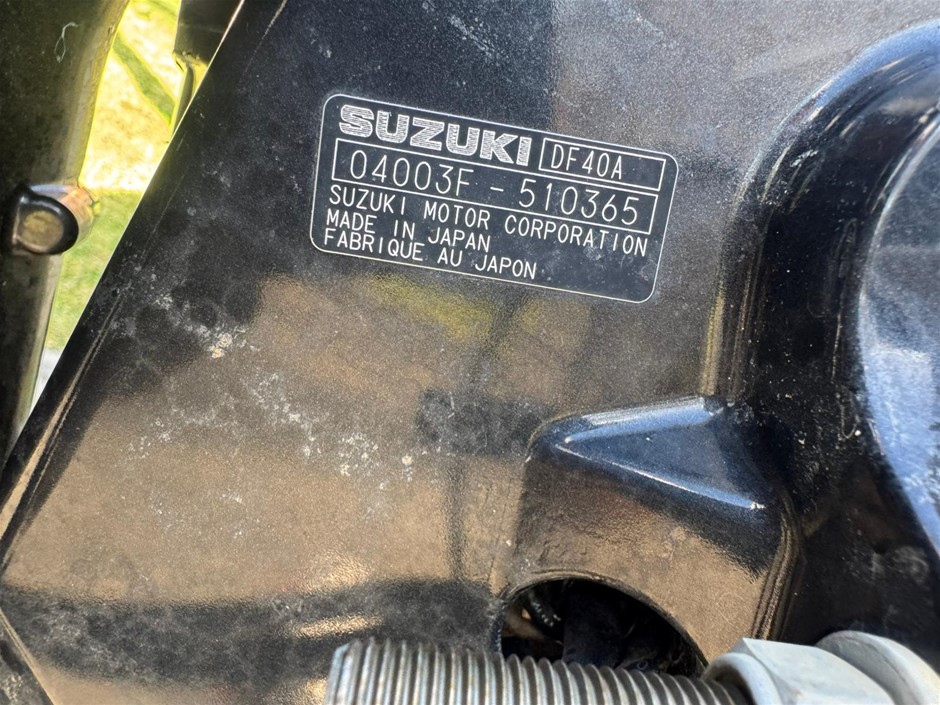 SUZUKI DF40A
04003F-510365
SUZUKI MOTOR CORPORATION
MADE IN JAPAN
FABRIQUE AU JAPON